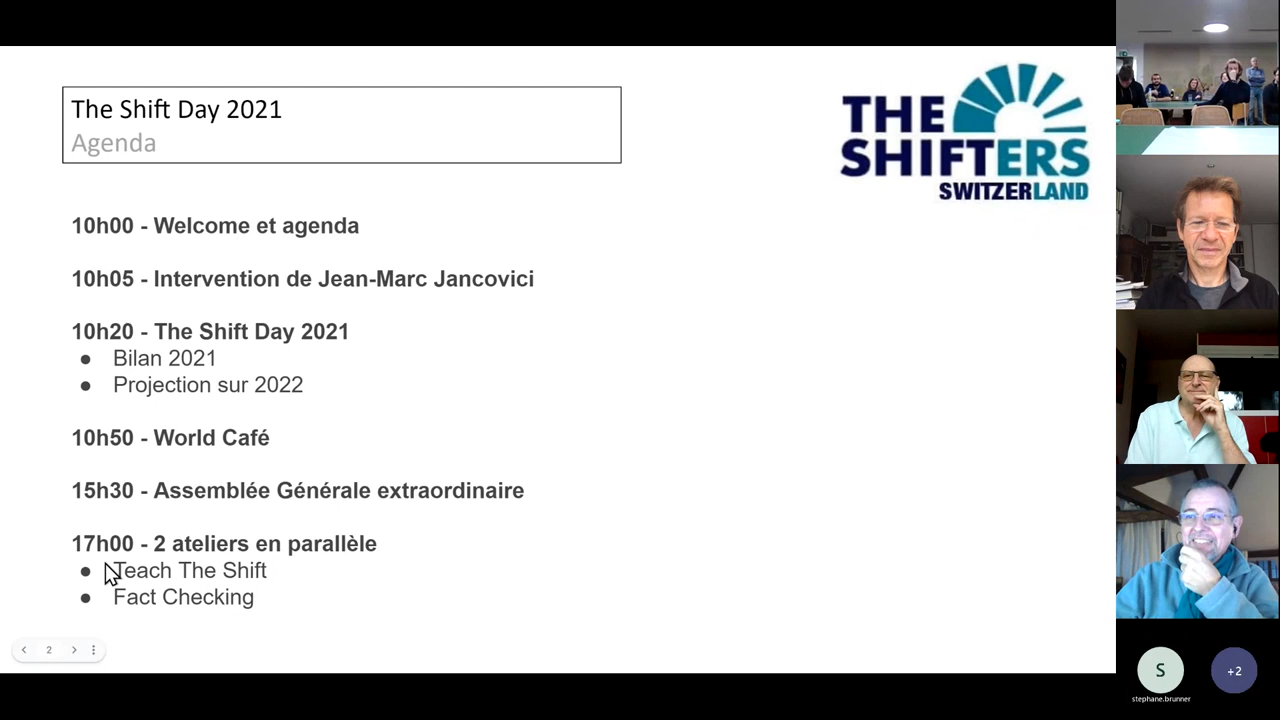 The Shift Day 2021
Agenda
THE
SHIFTERS
SWITZERLAND
10h00 - Welcome et agenda
10h05 - Intervention de Jean-Marc Jancovici
10h20 - The Shift Day 2021
● Bilan 2021
● Projection sur 2022
10h50 - World Café
15h30 - Assemblée Générale extraordinaire
17h00 - 2 ateliers en parallèle
● Teach The Shift
● Fact Checking
2
S
+2
stephane.brunner